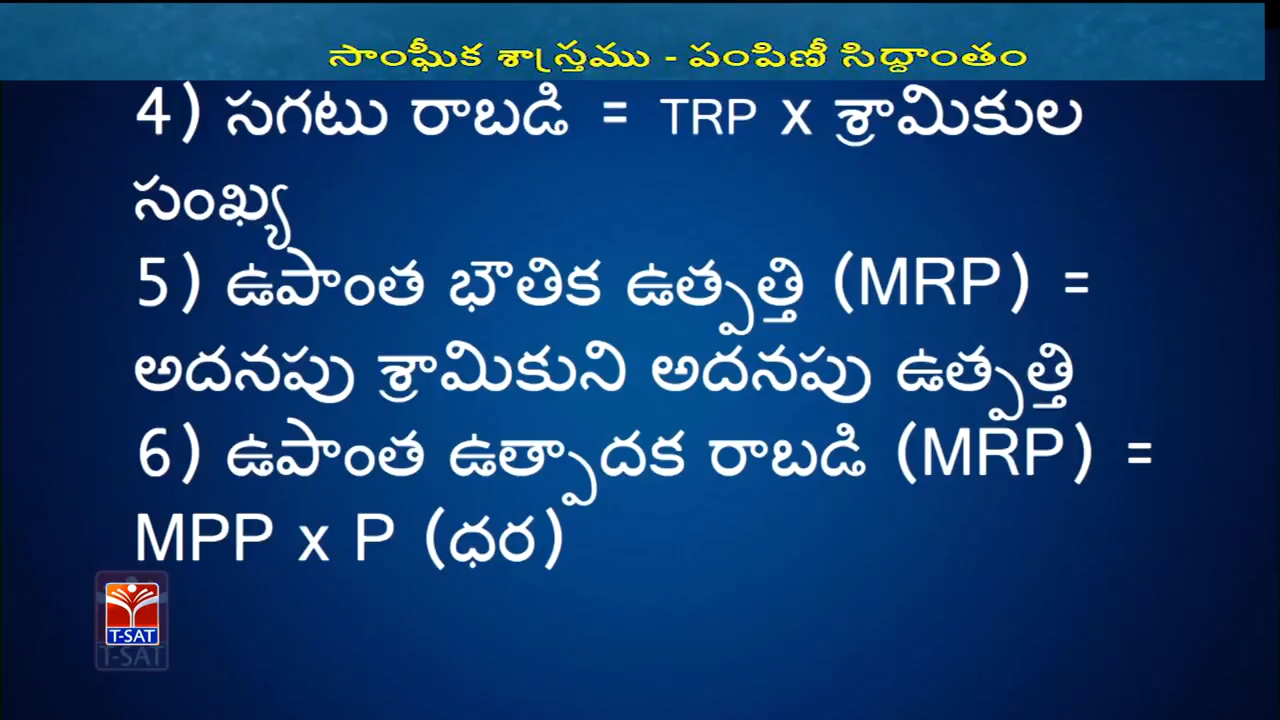 సాంఘీక శాస్త్రము - పంపిణీ సిద్దాంతం
4) సగటు రాబడి = TRP x శ్రామికుల
సంఖ్య
5) ఉపాంత భౌతిక ఉత్పత్తి (MRP) =
అదనపు శ్రామికుని అదనపు ఉత్పత్తి
6) ఉపాంత ఉత్పాదక రాబడి (MRP) =
MPP x P (ధర)
T-SAT
T-SAT